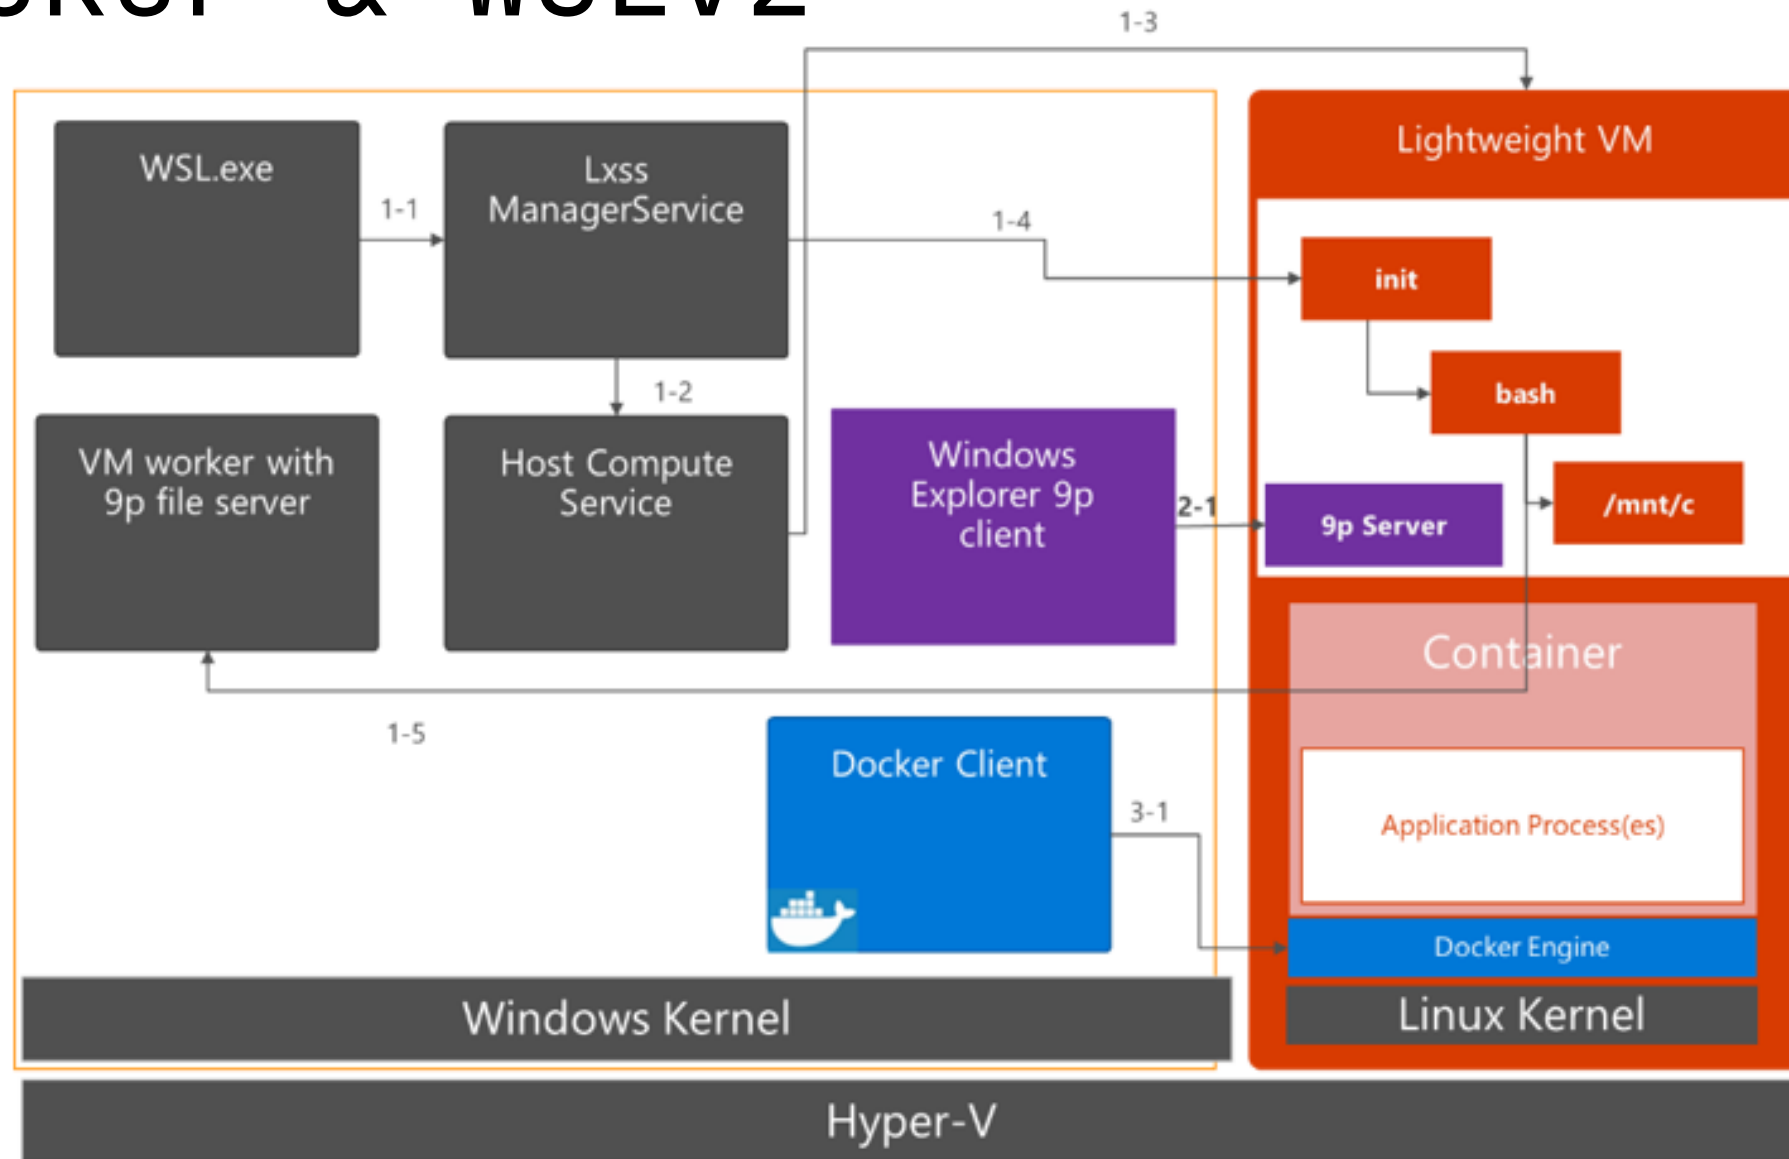 & WSLV2
1-3
WSL.exe
1-1
Lxss
ManagerService
1-4
Lightweight VM
init
bash
/mnt/c
1-2
VM worker with
9p file server
Host Compute
Service
Windows
Explorer 9p
client
2-1
9p Server
Container
1-5
Docker Client
3-1
Application Process(es)
Docker Engine
Windows Kernel
Linux Kernel
Hyper-V